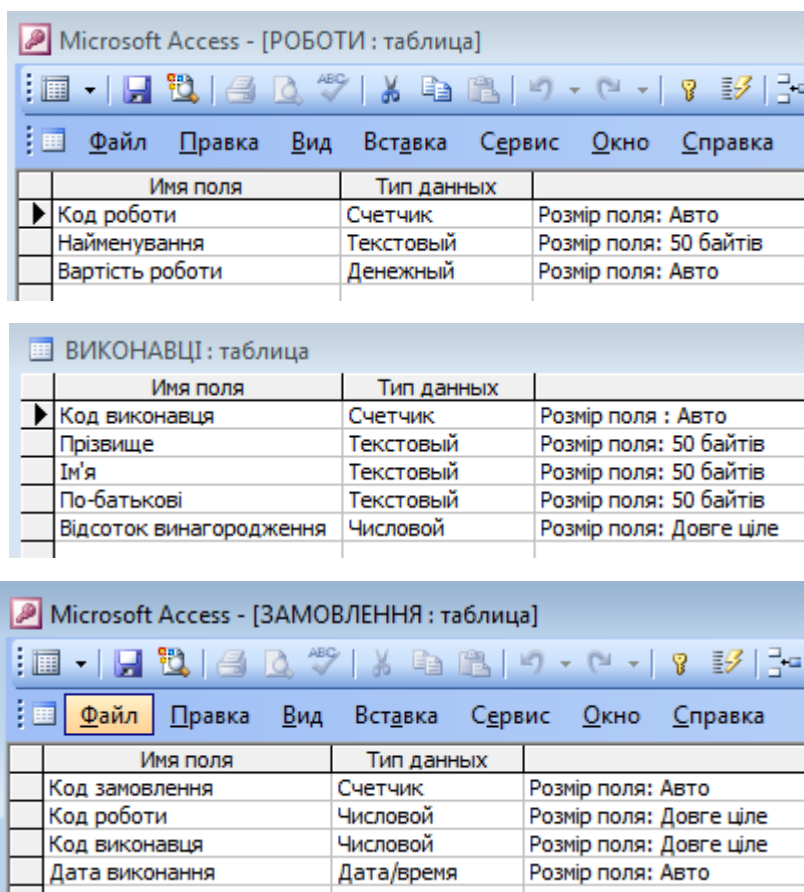 Microsoft Access - [РОБОТИ : таблица]
Файл Правка Вид Вставка Сервис Окно Справка
Имя поля Тип данных
Код роботи Счетчик Розмір поля: Авто
Найменування Текстовый Розмір поля: 50 байтів
Вартість роботи Денежный Розмір поля: Авто
ВИКОНАВЦІ : таблица
Имя поля Тип данных
Код виконавця Счетчик Розмір поля : Авто
Прізвище Текстовый Розмір поля: 50 байтів
Ім'я Текстовый Розмір поля: 50 байтів
По-батькові Текстовый Розмір поля: 50 байтів
Відсоток винагородження Числовой Розмір поля: Довге ціле
Microsoft Access - [ЗАМОВЛЕННЯ : таблица]
Файл Правка Вид Вставка Сервис Окно Справка
Имя поля Тип данных
Код замовлення Счетчик Розмір поля: Авто
Код роботи Числовой Розмір поля: Довге ціле
Код виконавця Числовой Розмір поля: Довге ціле
Дата виконання Дата/время Розмір поля: Авто